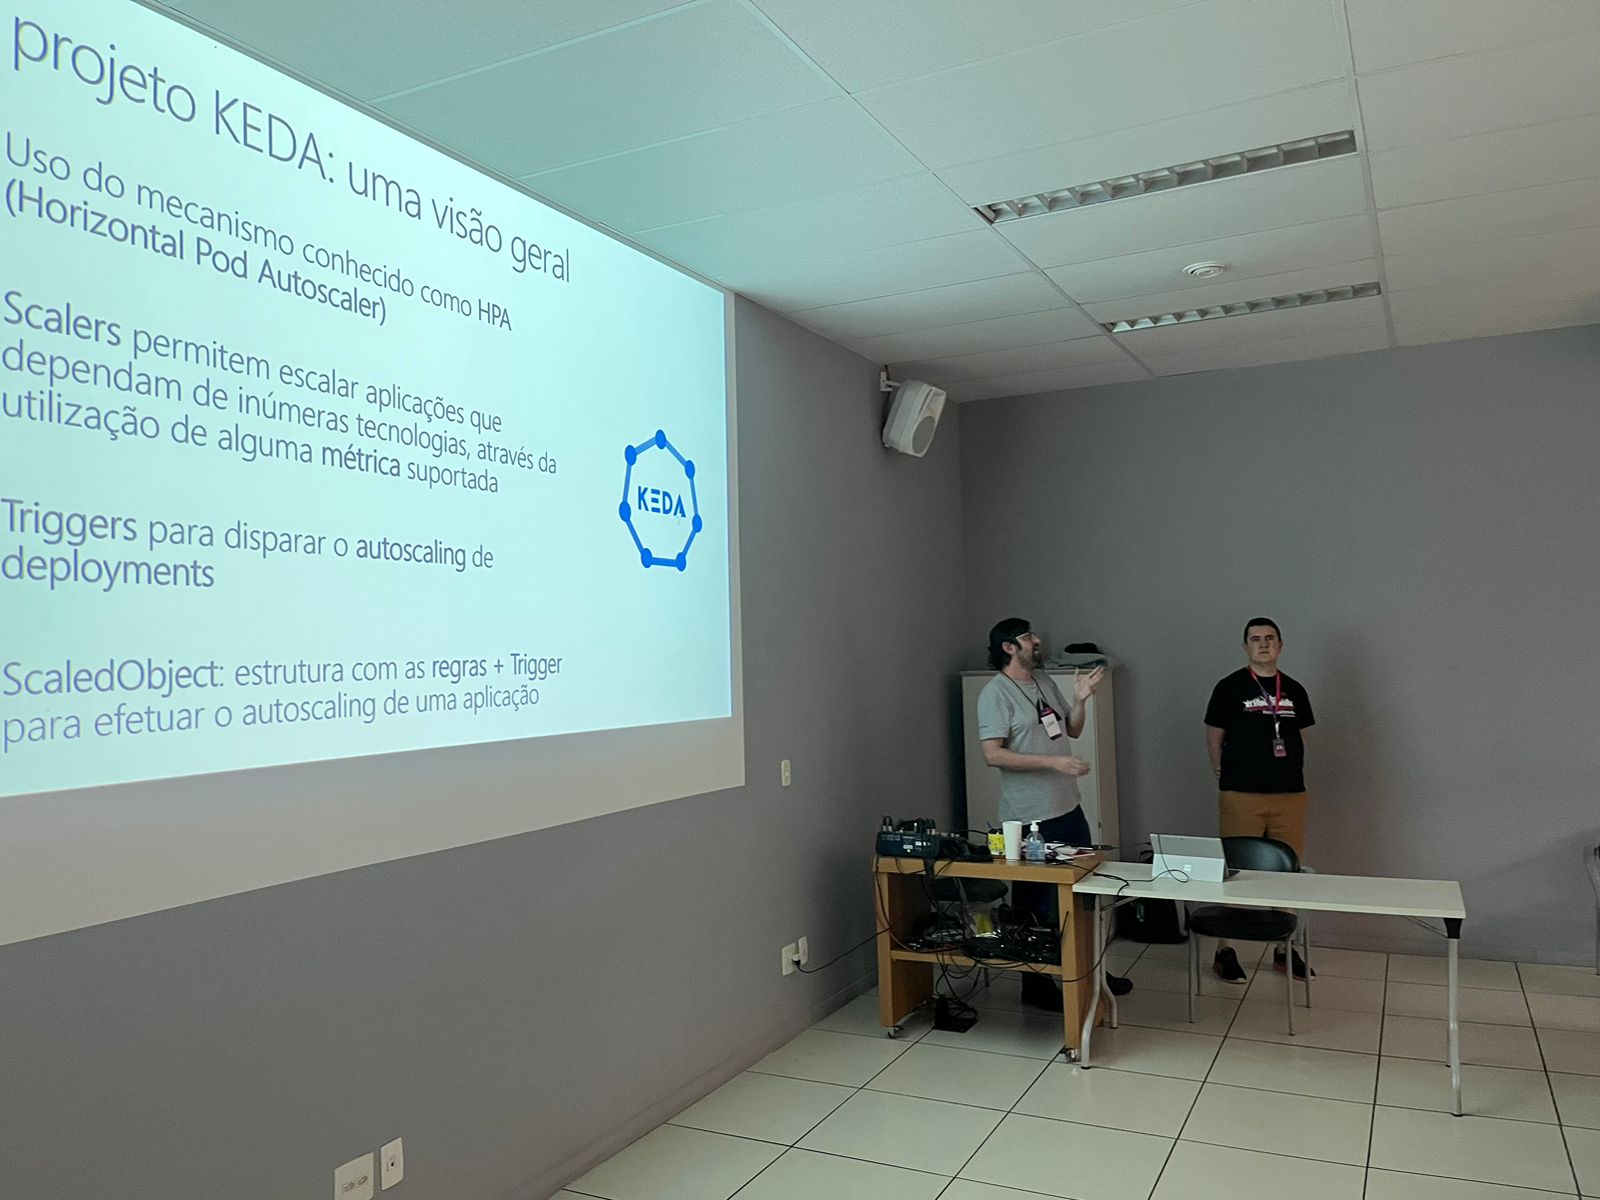 projeto KEDA: uma visão geral
Uso do mecanismo conhecido como HPA
(Horizontal Pod Autoscaler)
Scalers permitem escalar aplicações que
dependam de inúmeras tecnologias, através da
utilização de alguma métrica suportada
Triggers para disparar o autoscaling de
deployments
ScaledObject: estrutura com as regras + Trigger
para efetuar o autoscaling de uma aplicação
KEDA